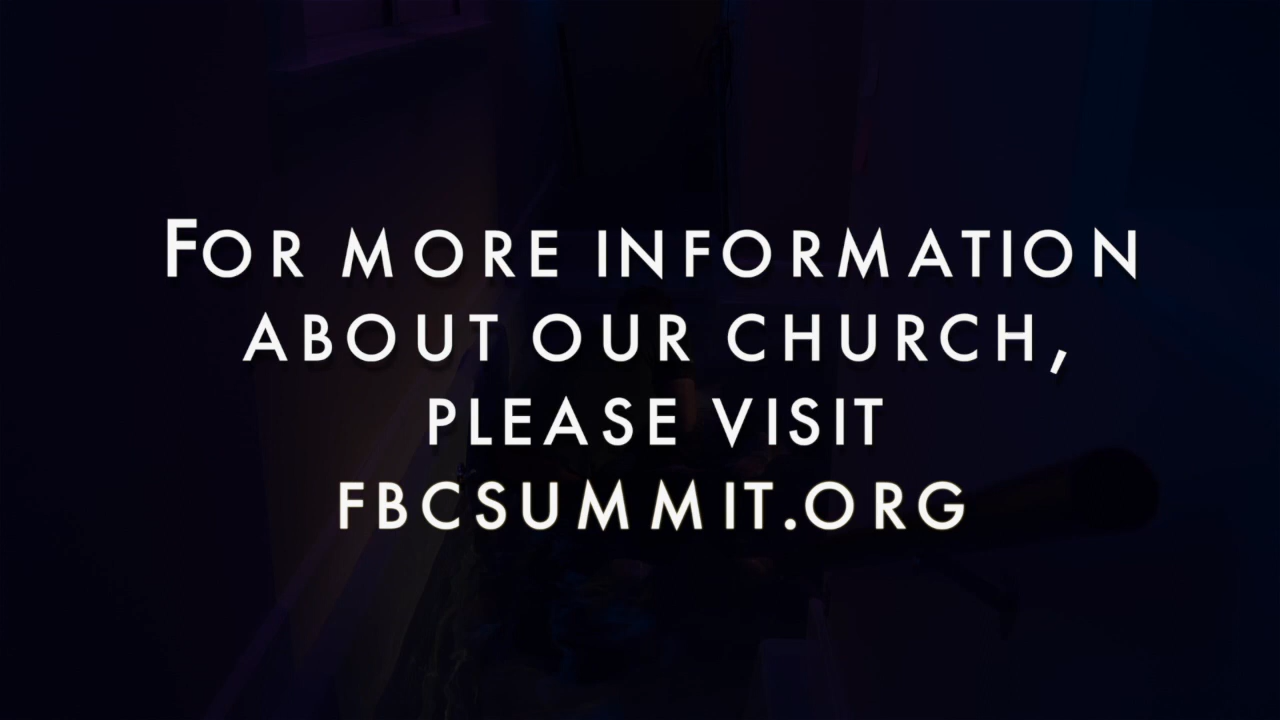 FOR MORE INFORMATION
ABOUT OUR CHURCH,
PLEASE VISIT
FBCSUMMIT.ORG